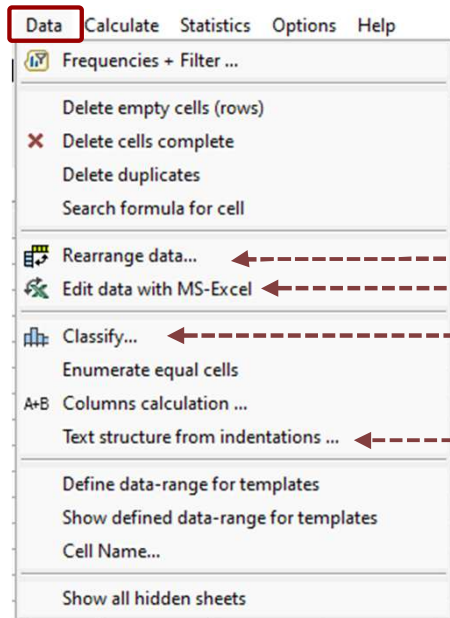 Data Calculate Statistics Options Help
Frequencies + Filter ...
Delete empty cells (rows)
Delete cells complete
Delete duplicates
Search formula for cell
Rearrange data...
Edit data with MS-Excel
Classify...
Enumerate equal cells
A+B Columns calculation ...
Text structure from indentations ...
Define data-range for templates
Show defined data-range for templates
Cell Name...
Show all hidden sheets